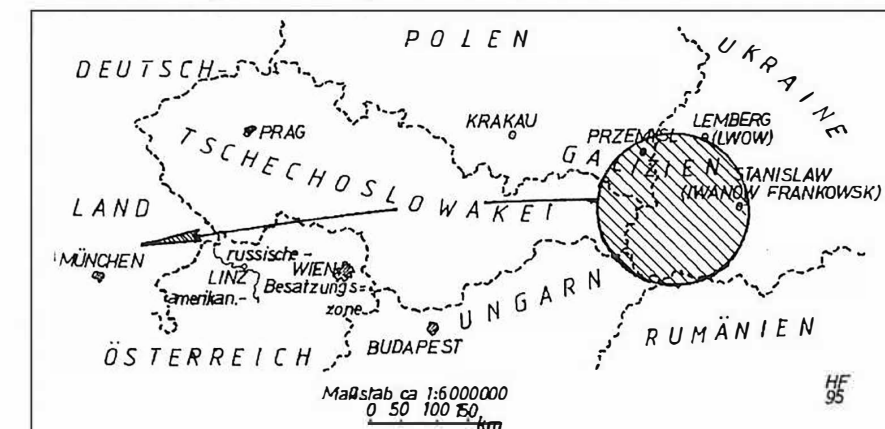 POLEN
UKRAINE
DEUTSCH-
LAND
PRAG
KRAKAU
LEMBERG
(LWOW)
PRZEMISL
GALIZIEN
STANISLAW
(IWANOW FRANKOWSK)
TSCHECHOSLOWAKEI
MÜNCHEN
russische-
LINZ
amerikan.-
WIEN
Besatzungs=
zone
UNGARN
BUDAPEST
RUMÄNIEN
ÖSTERREICH
Maßstab ca 1:6000000
0 50 100 150
km
HF
95